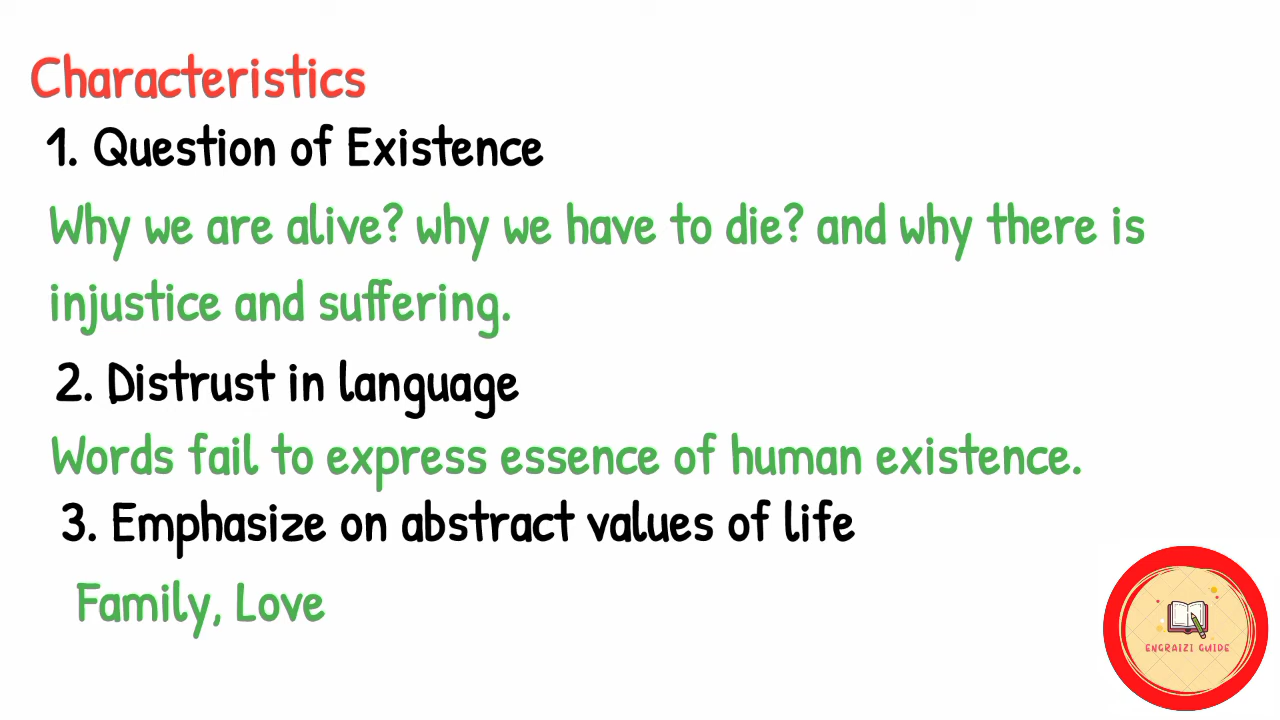 Characteristics
1. Question of Existence
Why we are alive? why we have to die? and why there is
injustice and suffering.
2. Distrust in language
Words fail to express essence of human existence.
3. Emphasize on abstract values of life
Family, Love
ENGRAIZI GUIDE